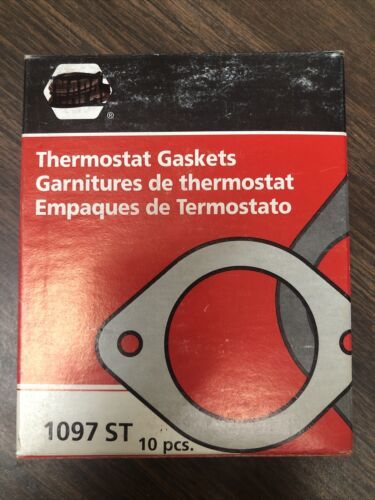 ®
Thermostat Gaskets
Garnitures de thermostat
Empaques de Termostato
1097 ST 10 pcs.